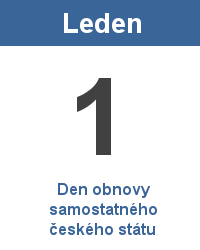 Leden
1
Den obnovy
samostatného
českého státu